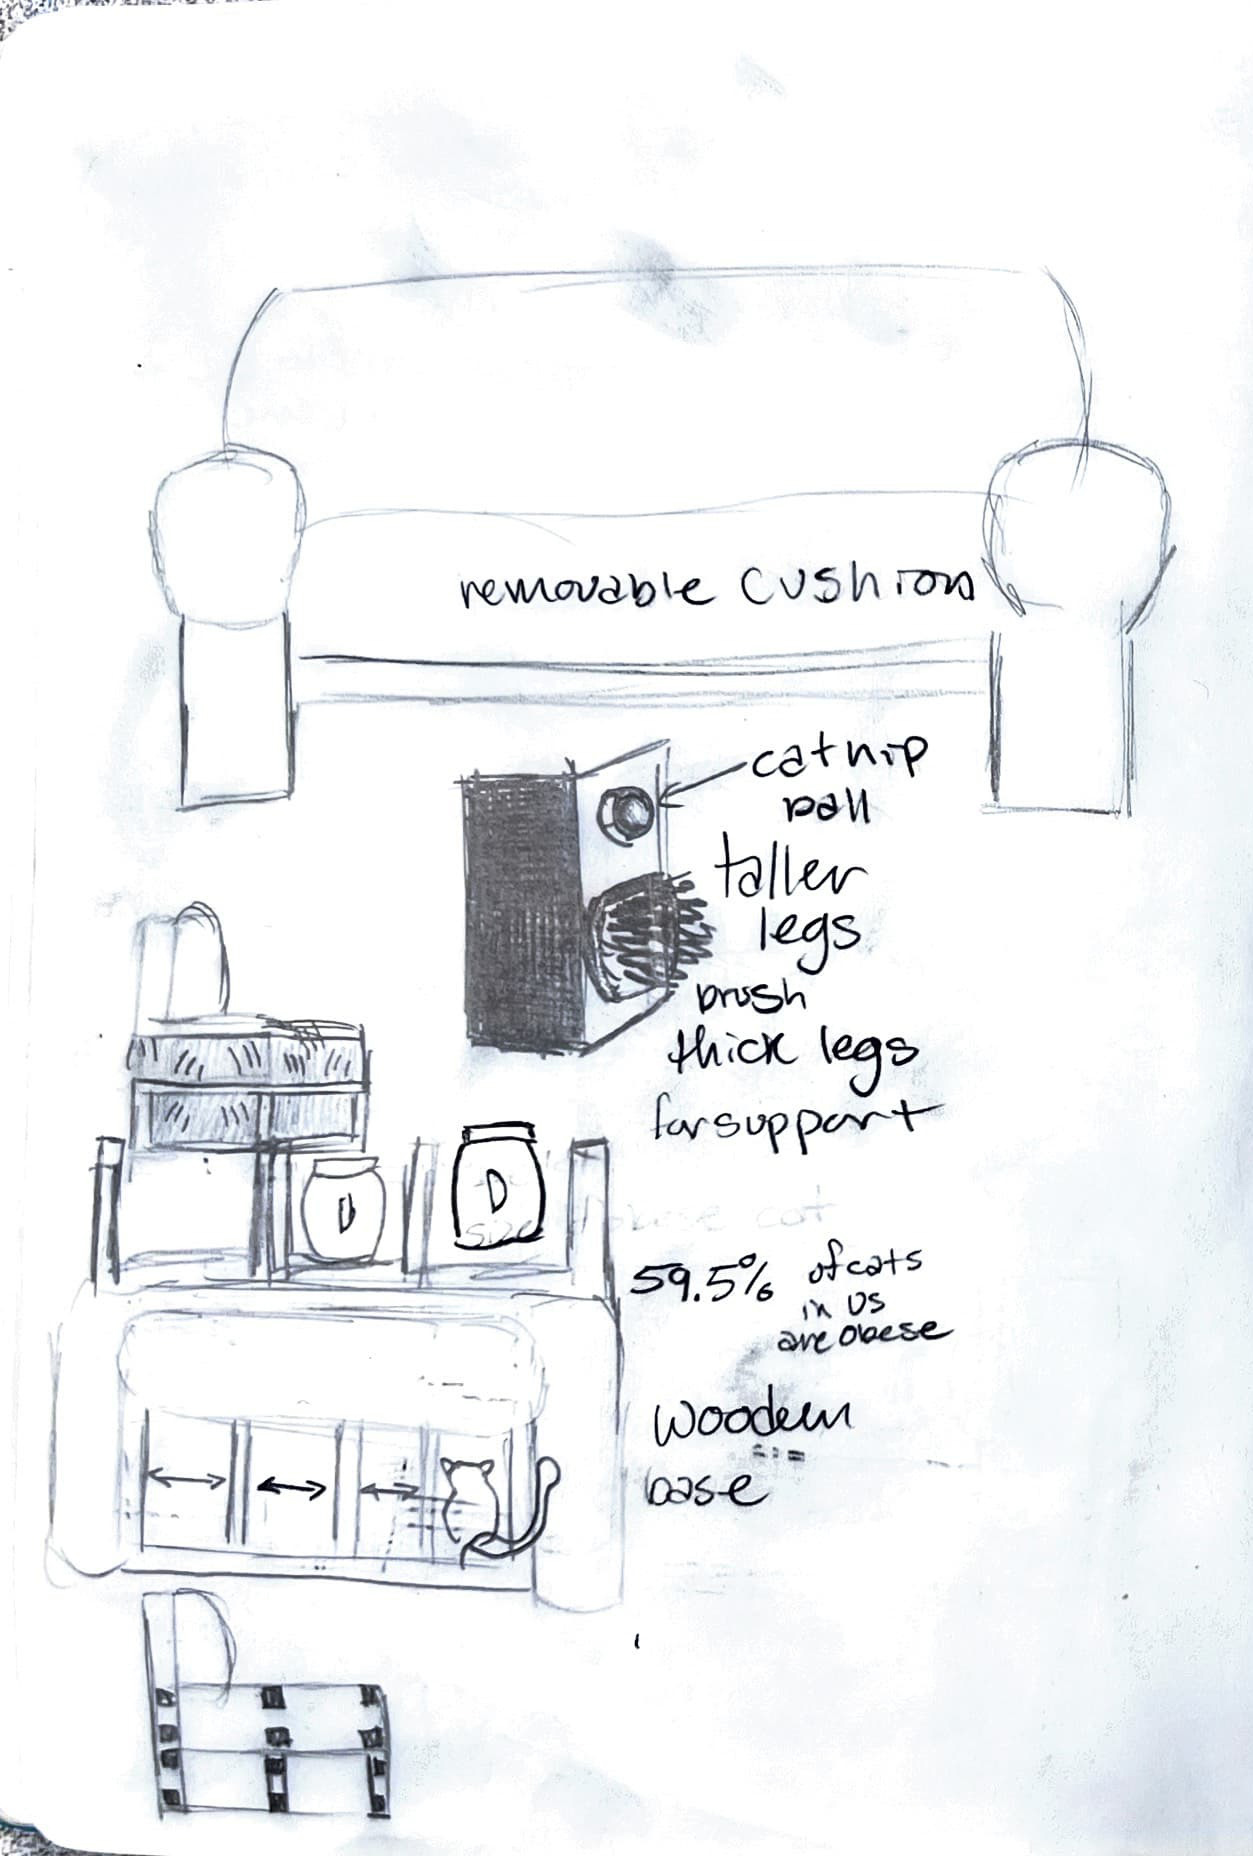 removable cushion
catnip
ball
taller
legs
brush
thick legs
for support
D
D
size obese cat
59.5% of cats
in US
are obese
Wooden
base